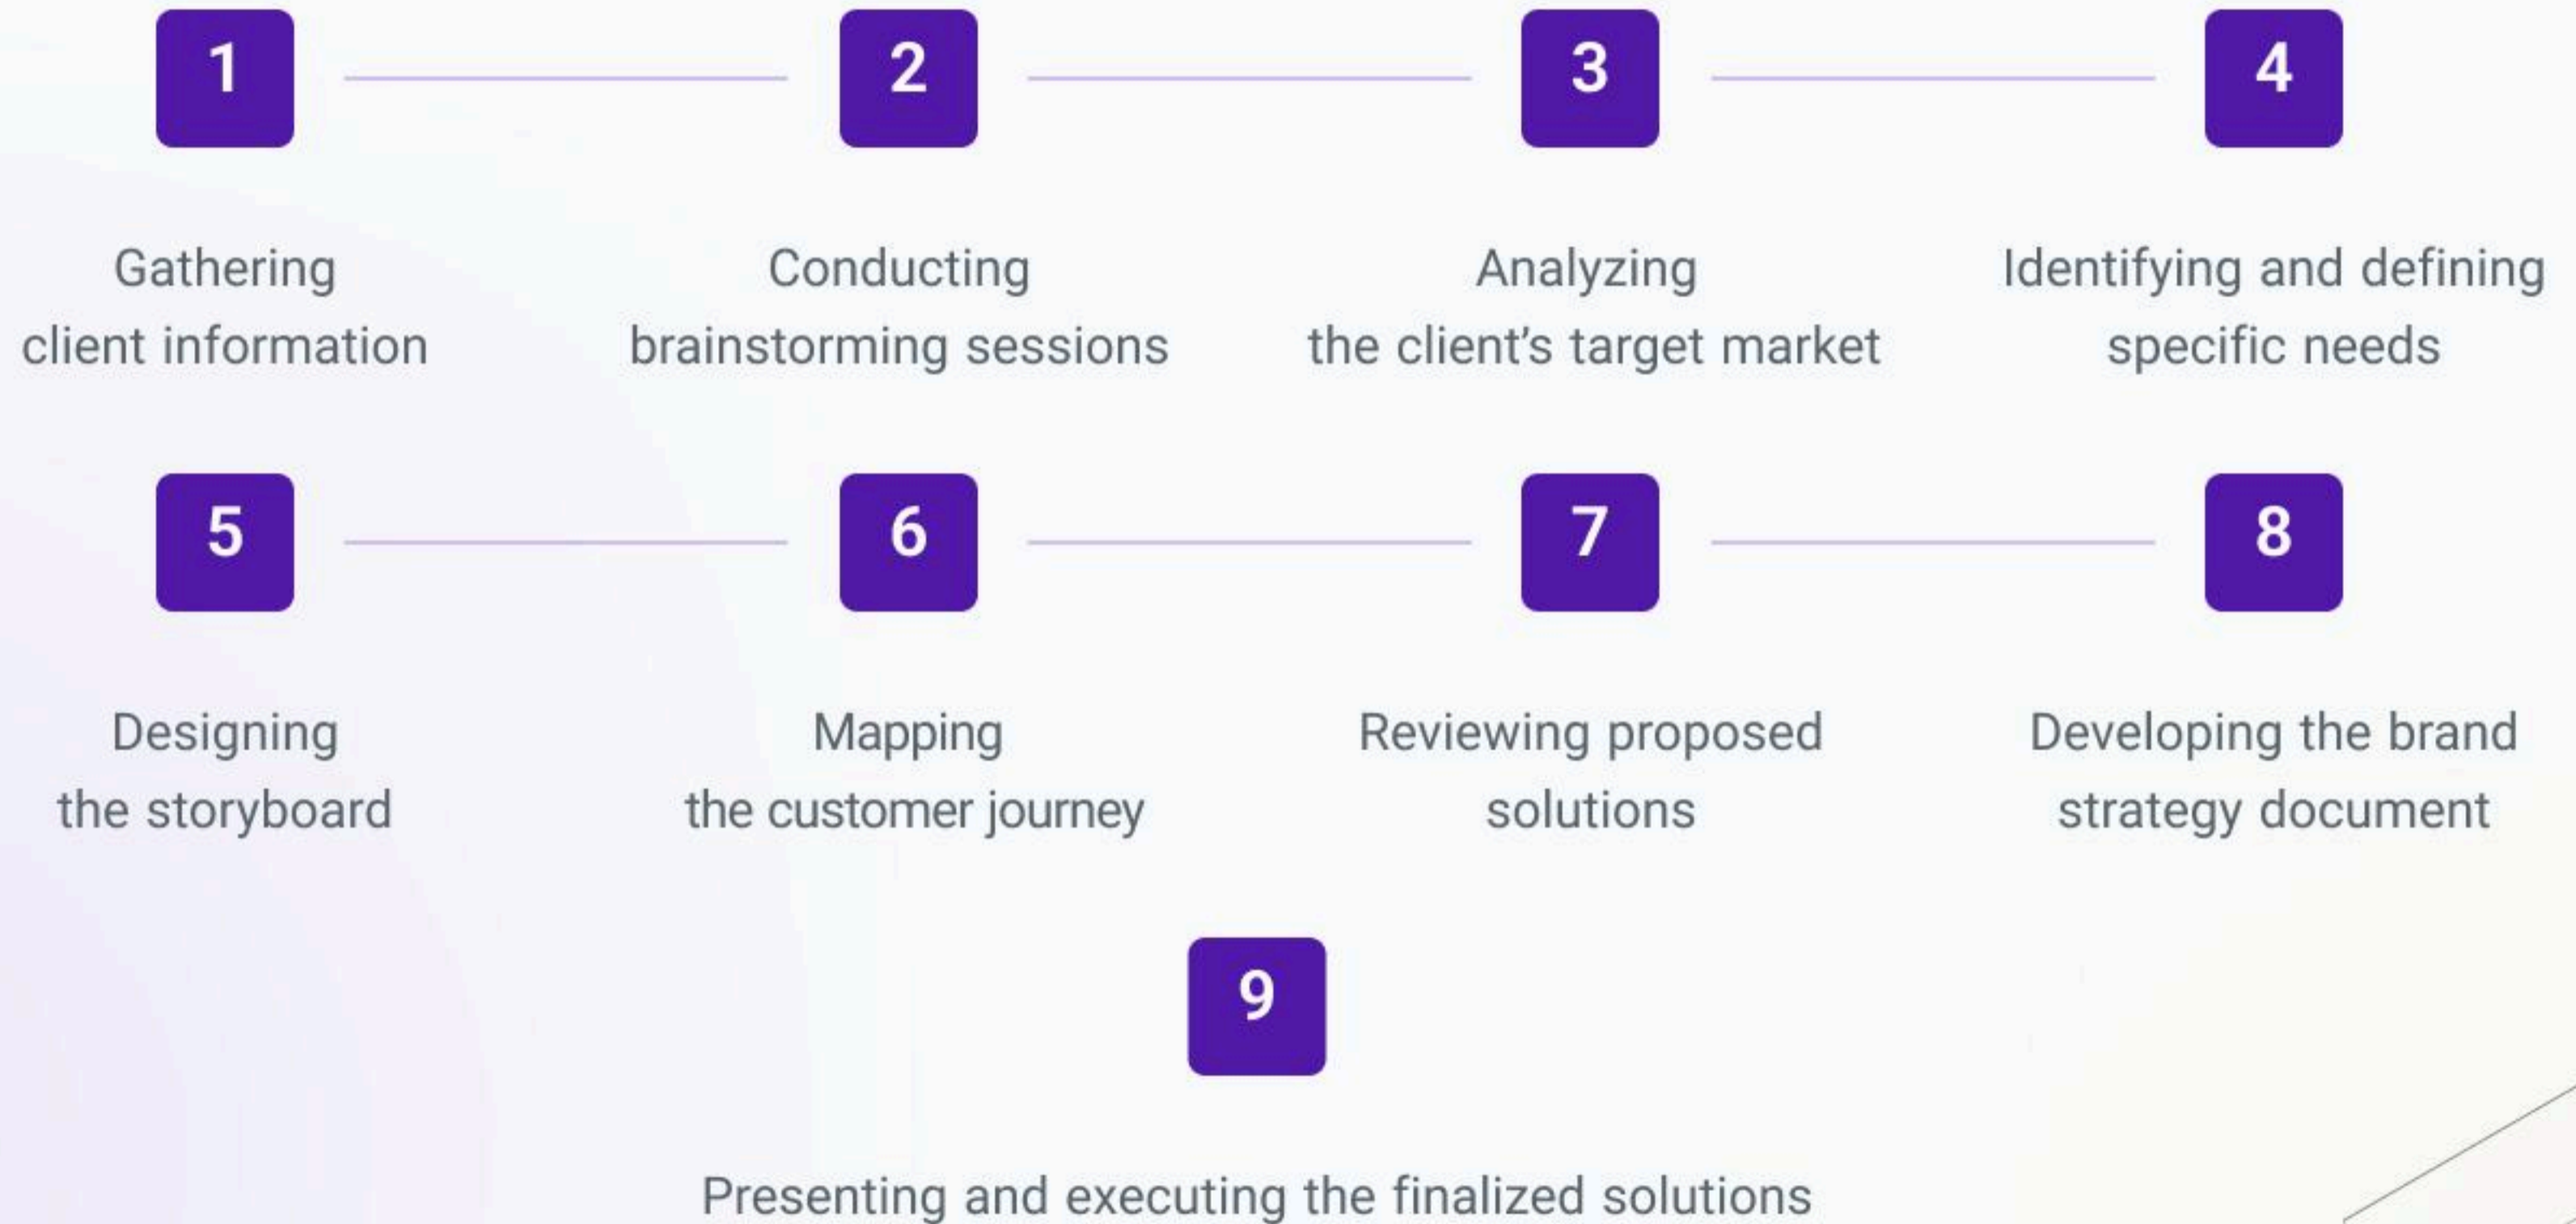 1
2
3
4
Gathering
client information
Conducting
brainstorming sessions
Analyzing
the client’s target market
Identifying and defining
specific needs
5
6
7
8
Designing
the storyboard
Mapping
the customer journey
Reviewing proposed
solutions
Developing the brand
strategy document
9
Presenting and executing the finalized solutions